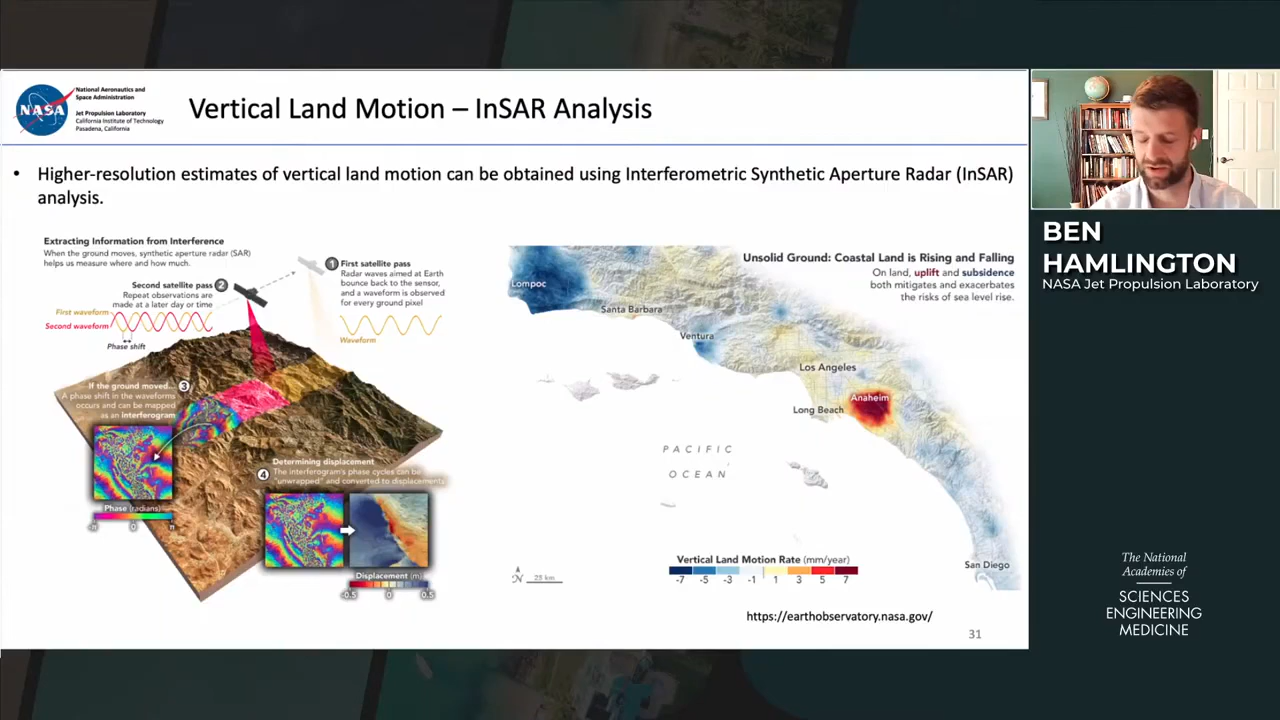 NASA
National Aeronautics and
Space Administration
Jet Propulsion Laboratory
California Institute of Technology
Pasadena, California
Vertical Land Motion – InSAR Analysis
• Higher-resolution estimates of vertical land motion can be obtained using Interferometric Synthetic Aperture Radar (InSAR)
analysis.
Extracting Information from Interference
When the ground moves, synthetic aperture radar (SAR)
helps us measure where and how much.
1 First satellite pass
Radar waves aimed at Earth
bounce back to the sensor,
and a waveform is observed
for every ground pixel
Waveform
Second satellite pass 2
Repeat observations are
made at a later day or time
First waveform
Second waveform
Phase shift
If the ground moved... 3
A phase shift in the waveforms
occurs and can be mapped
as an interferogram
Phase (radians)
-π 0 π
4 Determining displacement
The interferogram's phase cycles can be
"unwrapped" and converted to displacements
Displacement (m)
-0.5 0 0.5
Unsolid Ground: Coastal Land is Rising and Falling
On land, uplift and subsidence
both mitigates and exacerbates
the risks of sea level rise.
Lompoc
Santa Barbara
Ventura
Los Angeles
Anaheim
Long Beach
PACIFIC
OCEAN
San Diego
Vertical Land Motion Rate (mm/year)
-7 -5 -3 -1 1 3 5 7
N 25 km
https://earthobservatory.nasa.gov/
31
BEN
HAMLINGTON
NASA Jet Propulsion Laboratory
The National
Academies of
SCIENCES
ENGINEERING
MEDICINE